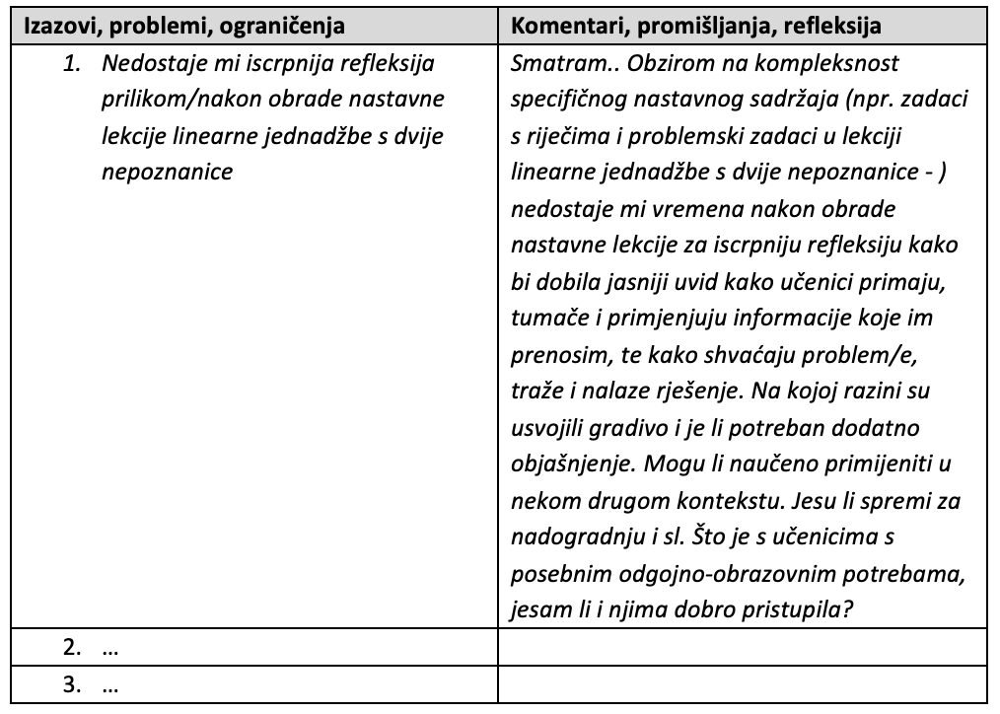 Izazovi, problemi, ograničenja
Komentari, promišljanja, refleksija
1. Nedostaje mi iscrpnija refleksija
prilikom/nakon obrade nastavne
lekcije linearne jednadžbe s dvije
nepoznanice
Smatram.. Obzirom na kompleksnost
specifičnog nastavnog sadržaja (npr. zadaci
s riječima i problemski zadaci u lekciji
linearne jednadžbe s dvije nepoznanice - )
nedostaje mi vremena nakon obrade
nastavne lekcije za iscrpniju refleksiju kako
bi dobila jasniji uvid kako učenici primaju,
tumače i primjenjuju informacije koje im
prenosim, te kako shvaćaju problem/e,
traže i nalaze rješenje. Na kojoj razini su
usvojili gradivo i je li potreban dodatno
objašnjenje. Mogu li naučeno primijeniti u
nekom drugom kontekstu. Jesu li spremi za
nadogradnju i sl. Što je s učenicima s
posebnim odgojno-obrazovnim potrebama,
jesam li i njima dobro pristupila?
2. ...
3. ...